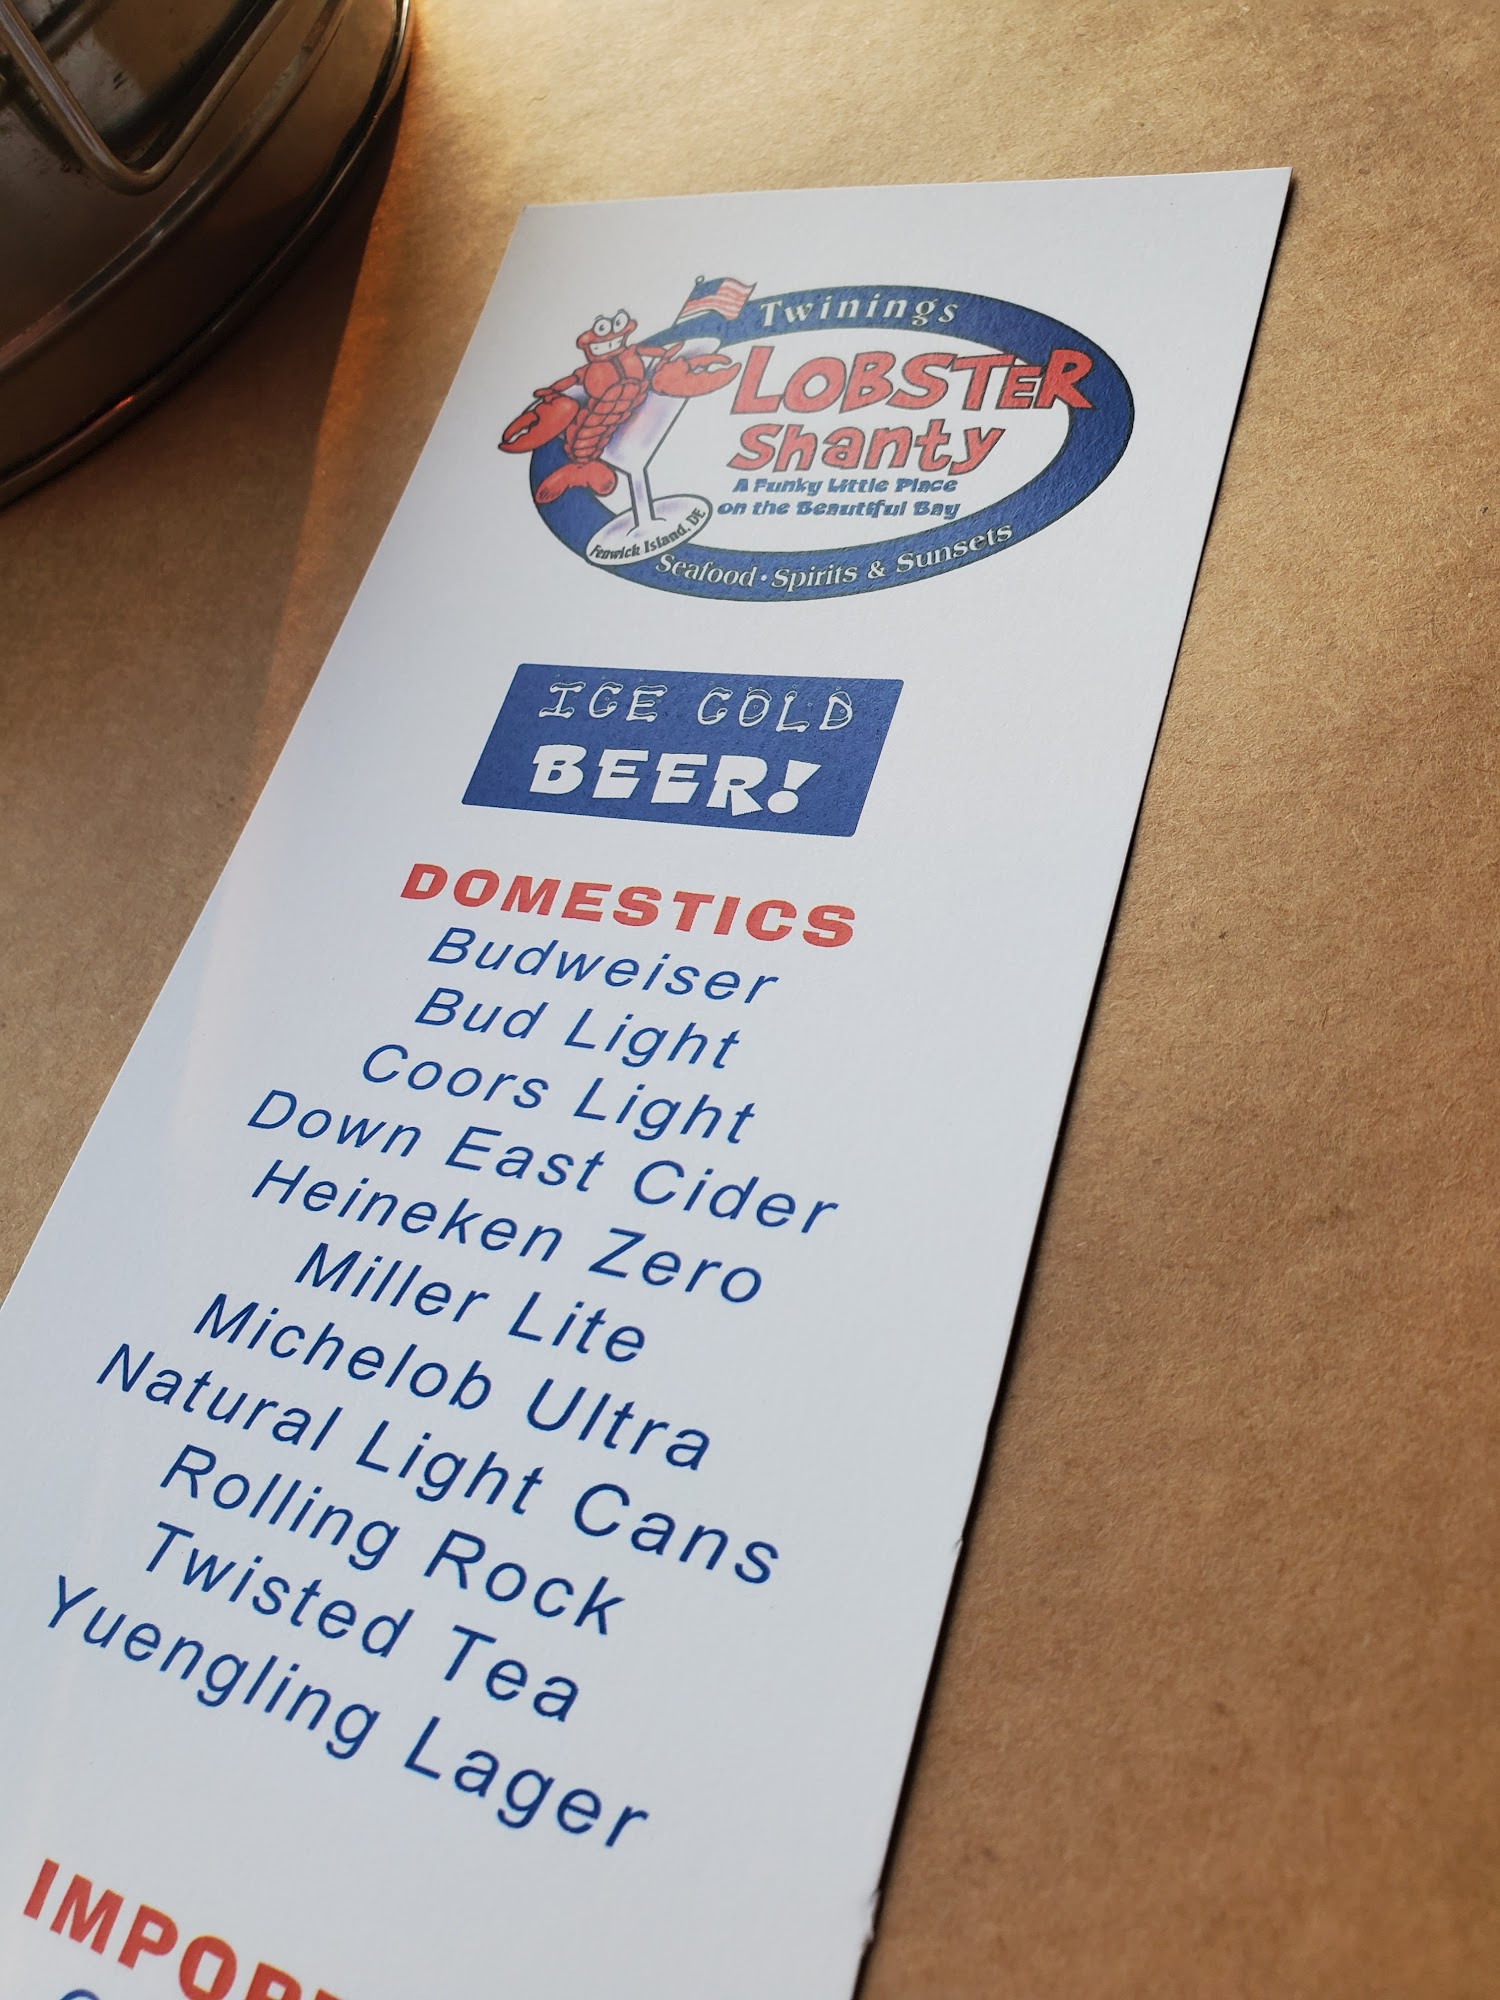 Twinings
LOBSTER
Shanty
A Funky Little Place
on the Beautiful Bay
Fenwick Island, DE
Seafood • Spirits & Sunsets
ICE COLD
BEER!
DOMESTICS
Budweiser
Bud Light
Coors Light
Down East Cider
Heineken Zero
Miller Lite
Michelob Ultra
Natural Light Cans
Rolling Rock
Twisted Tea
Yuengling Lager
IMPORT